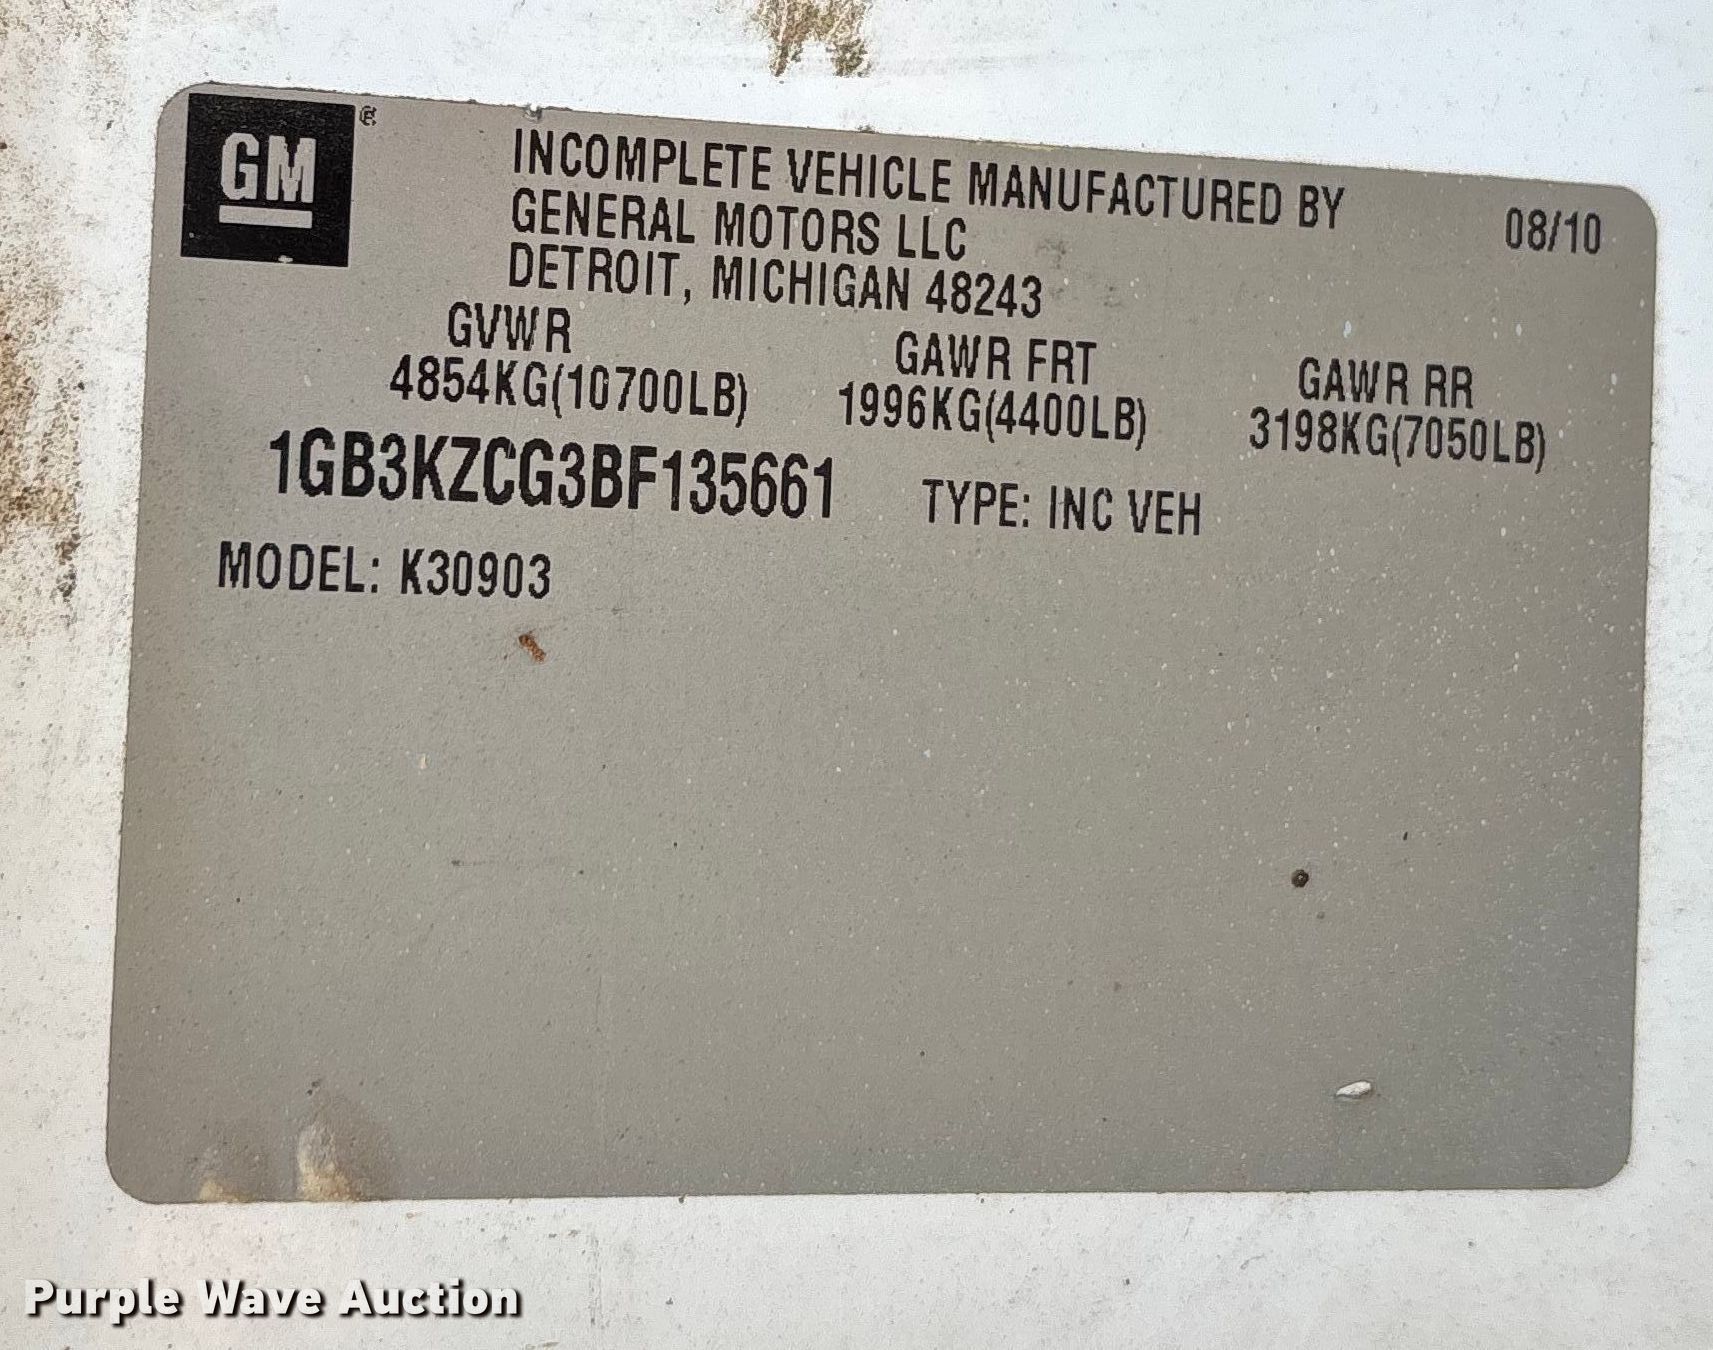 GM ®
INCOMPLETE VEHICLE MANUFACTURED BY 08/10
GENERAL MOTORS LLC
DETROIT, MICHIGAN 48243
GVWR GAWR FRT GAWR RR
4854KG(10700LB) 1996KG(4400LB) 3198KG(7050LB)
1GB3KZCG3BF135661 TYPE: INC VEH
MODEL: K30903
Purple Wave Auction